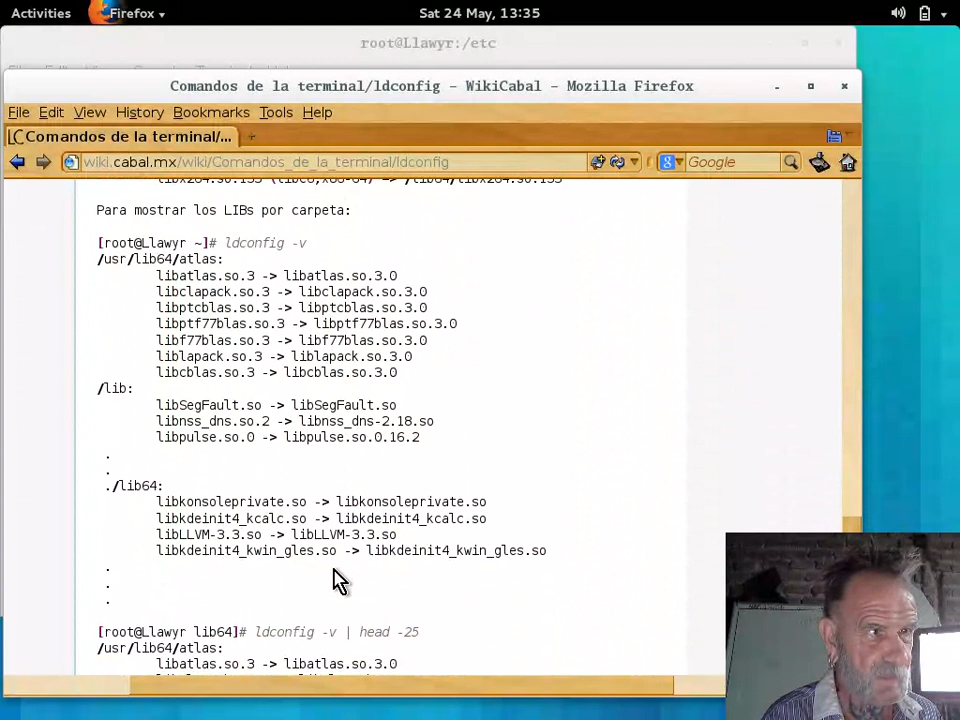 Activities Firefox Sat 24 May, 13:35
root@Llawyr:/etc
Comandos de la terminal/ldconfig - WikiCabal - Mozilla Firefox
File Edit View History Bookmarks Tools Help
Comandos de la terminal/...
wiki.cabal.mx/wiki/Comandos_de_la_terminal/ldconfig Google
Para mostrar los LIBs por carpeta:
[root@Llawyr ~]# ldconfig -v
/usr/lib64/atlas:
libatlas.so.3 -> libatlas.so.3.0
libclapack.so.3 -> libclapack.so.3.0
libptcblas.so.3 -> libptcblas.so.3.0
libptf77blas.so.3 -> libptf77blas.so.3.0
libf77blas.so.3 -> libf77blas.so.3.0
liblapack.so.3 -> liblapack.so.3.0
libcblas.so.3 -> libcblas.so.3.0
/lib:
libSegFault.so -> libSegFault.so
libnss_dns.so.2 -> libnss_dns-2.18.so
libpulse.so.0 -> libpulse.so.0.16.2
.
.
./lib64:
libkonsoleprivate.so -> libkonsoleprivate.so
libkdeinit4_kcalc.so -> libkdeinit4_kcalc.so
libLLVM-3.3.so -> libLLVM-3.3.so
libkdeinit4_kwin_gles.so -> libkdeinit4_kwin_gles.so
.
.
.
[root@Llawyr lib64]# ldconfig -v | head -25
/usr/lib64/atlas:
libatlas.so.3 -> libatlas.so.3.0